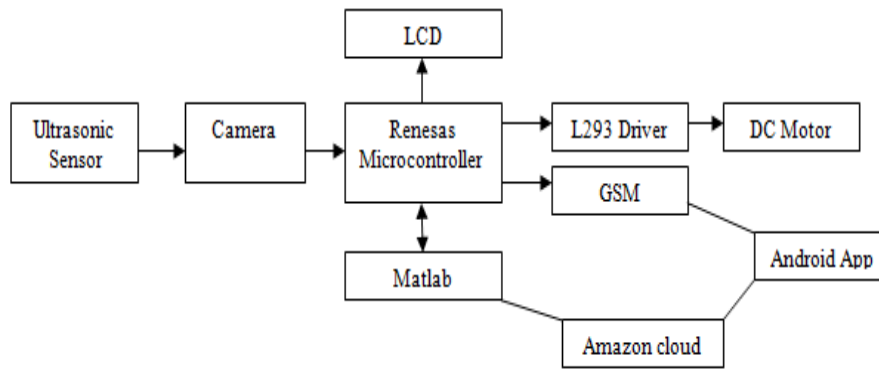 LCD
Ultrasonic
Sensor
Camera
Renesas
Microcontroller
L293 Driver
DC Motor
GSM
Matlab
Android App
Amazon cloud